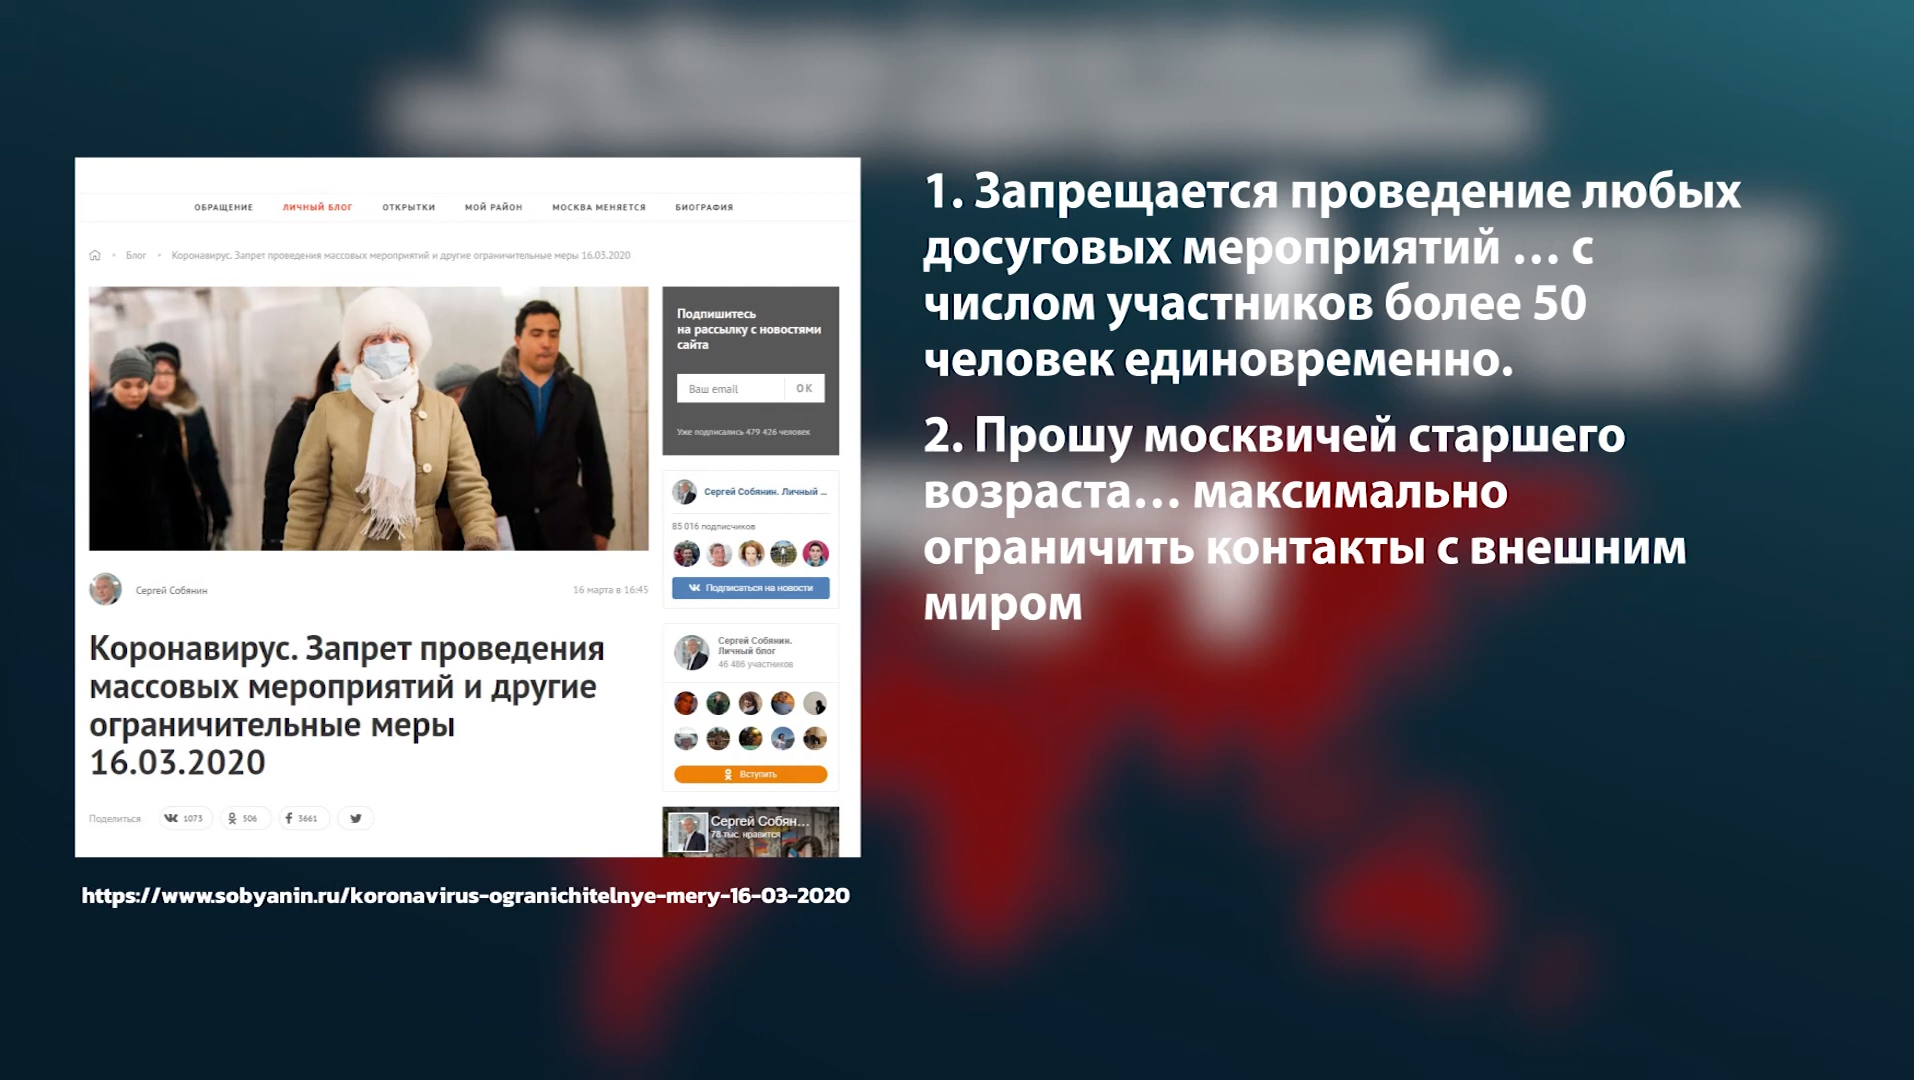 ОБРАЩЕНИЕ ЛИЧНЫЙ БЛОГ ОТКРЫТКИ МОЙ РАЙОН МОСКВА МЕНЯЕТСЯ БИОГРАФИЯ
Блог Коронавирус. Запрет проведения массовых мероприятий и другие ограничительные меры 16.03.2020
Подпишитесь
на рассылку с новостями
сайта
Ваш email OK
Уже подписались 479 426 человек
Сергей Собянин. Личный ...
85 016 подписчиков
Подписаться на новости
Сергей Собянин 16 марта в 16:45
Коронавирус. Запрет проведения
массовых мероприятий и другие
ограничительные меры
16.03.2020
Поделиться 1073 506 3661
Сергей Собянин.
Личный блог
46 486 участников
Вступить
Сергей Собян...
78 тыс. нравится
https://www.sobyanin.ru/koronavirus-ogranichitelnye-mery-16-03-2020
1. Запрещается проведение любых
досуговых мероприятий ... с
числом участников более 50
человек единовременно.
2. Прошу москвичей старшего
возраста... максимально
ограничить контакты с внешним
миром